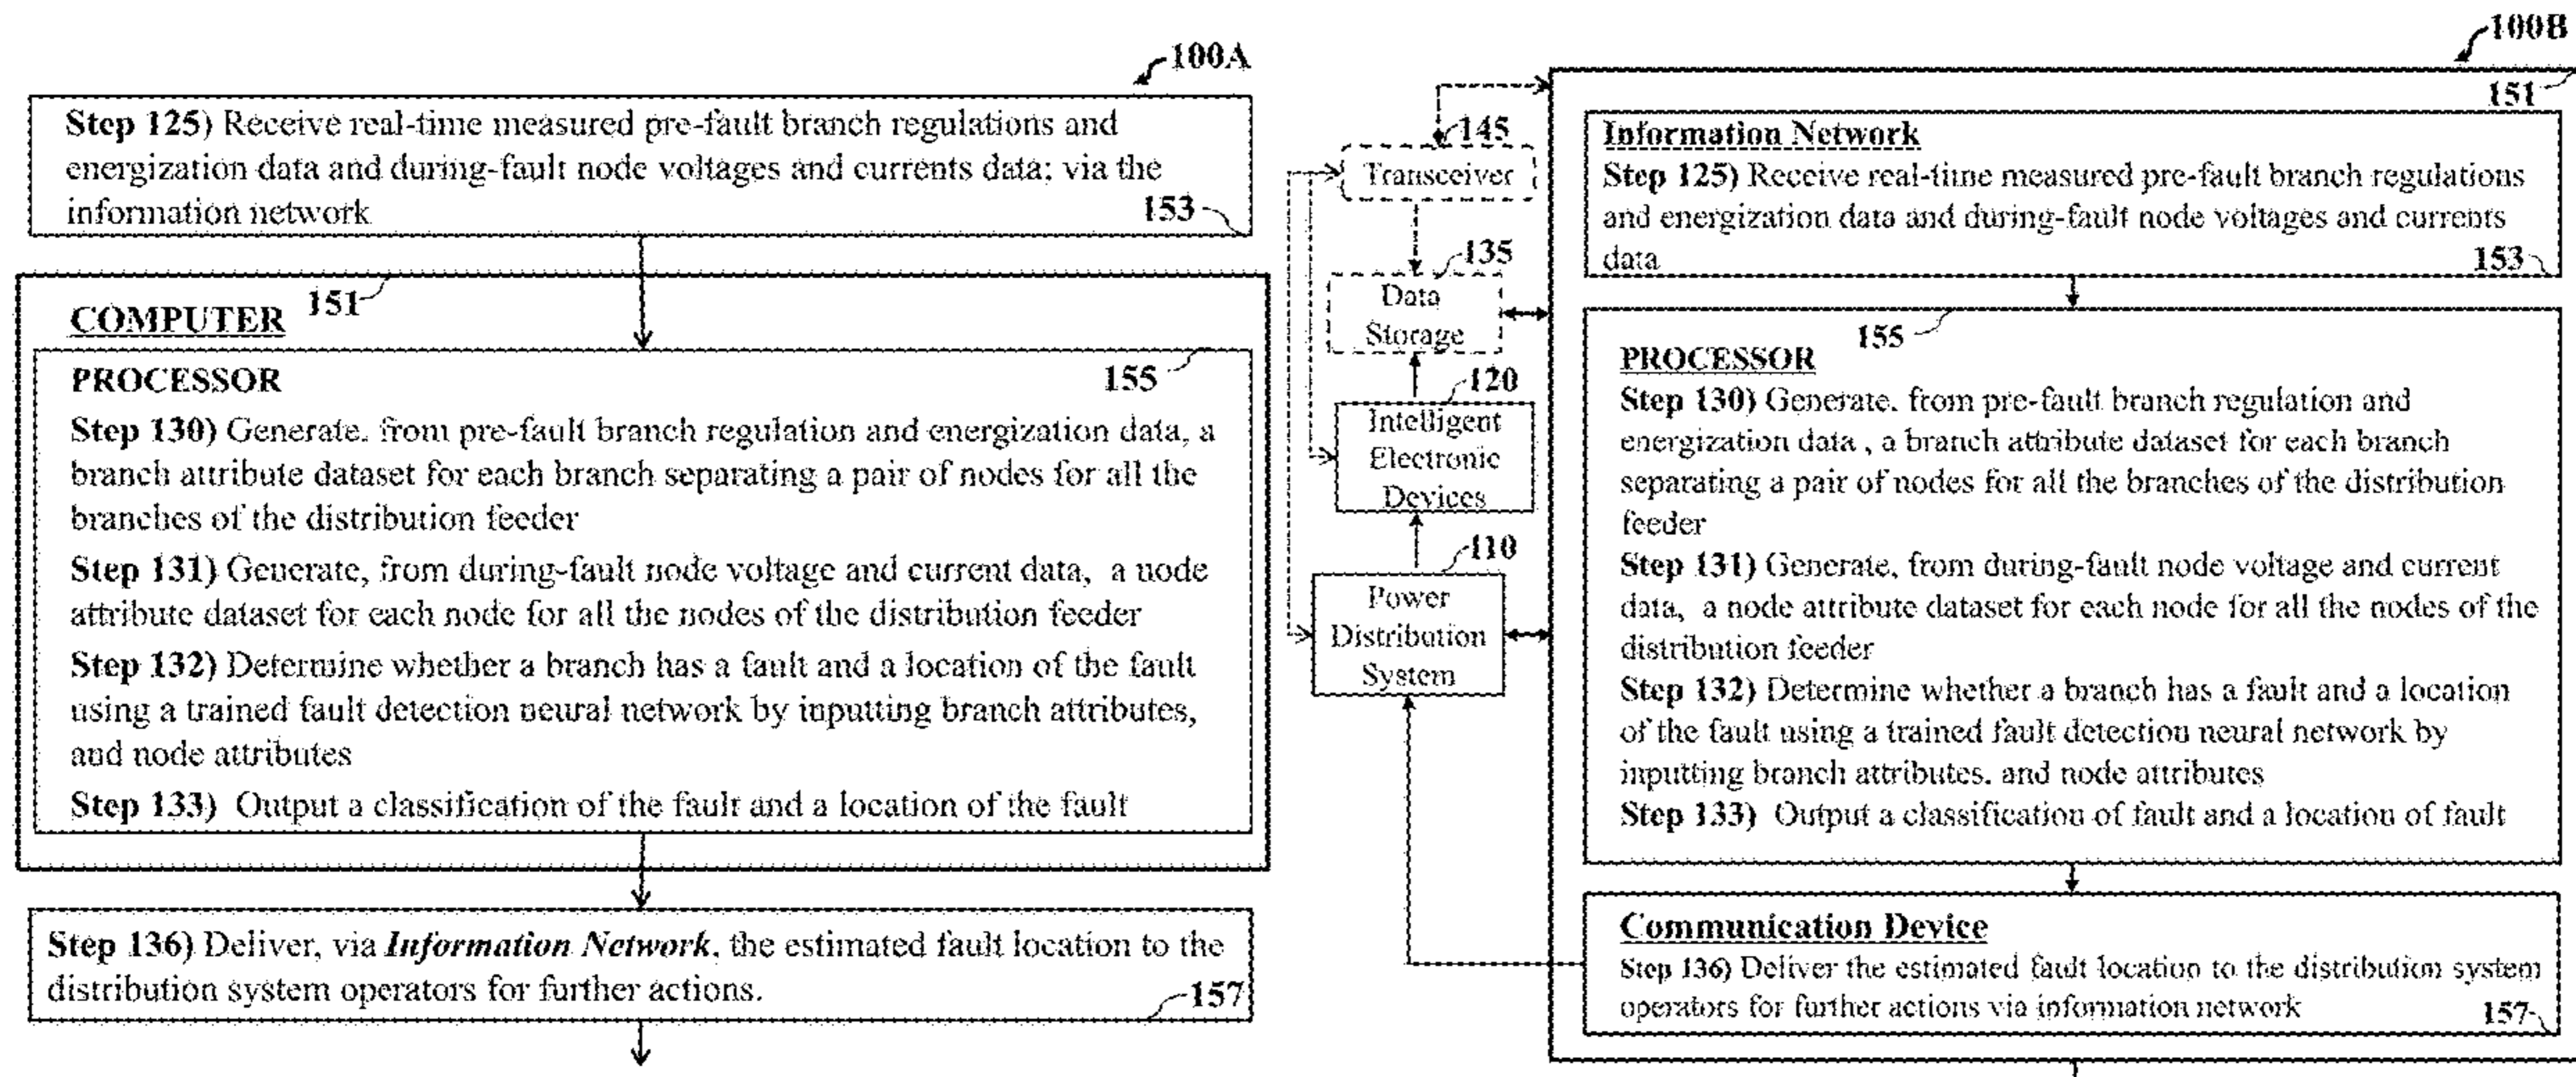 100A
Step 125) Receive real-time measured pre-fault branch regulations and
energization data and during-fault node voltages and currents data; via the
information network
153
151
COMPUTER
155
PROCESSOR
Step 130) Generate, from pre-fault branch regulation and energization data, a
branch attribute dataset for each branch separating a pair of nodes for all the
branches of the distribution feeder
Step 131) Generate, from during-fault node voltage and current data, a node
attribute dataset for each node for all the nodes of the distribution feeder
Step 132) Determine whether a branch has a fault and a location of the fault
using a trained fault detection neural network by inputting branch attributes,
and node attributes
Step 133) Output a classification of the fault and a location of the fault
Step 136) Deliver, via Information Network, the estimated fault location to the
distribution system operators for further actions.
157
145
Transceiver
135
Data
Storage
120
Intelligent
Electronic
Devices
110
Power
Distribution
System
100B
151
Information Network
Step 125) Receive real-time measured pre-fault branch regulations
and energization data and during-fault node voltages and currents
data
153
155
PROCESSOR
Step 130) Generate, from pre-fault branch regulation and
energization data , a branch attribute dataset for each branch
separating a pair of nodes for all the branches of the distribution
feeder
Step 131) Generate, from during-fault node voltage and current
data, a node attribute dataset for each node for all the nodes of the
distribution feeder
Step 132) Determine whether a branch has a fault and a location
of the fault using a trained fault detection neural network by
inputting branch attributes, and node attributes
Step 133) Output a classification of fault and a location of fault
Communication Device
Step 136) Deliver the estimated fault location to the distribution system
operators for further actions via information network
157